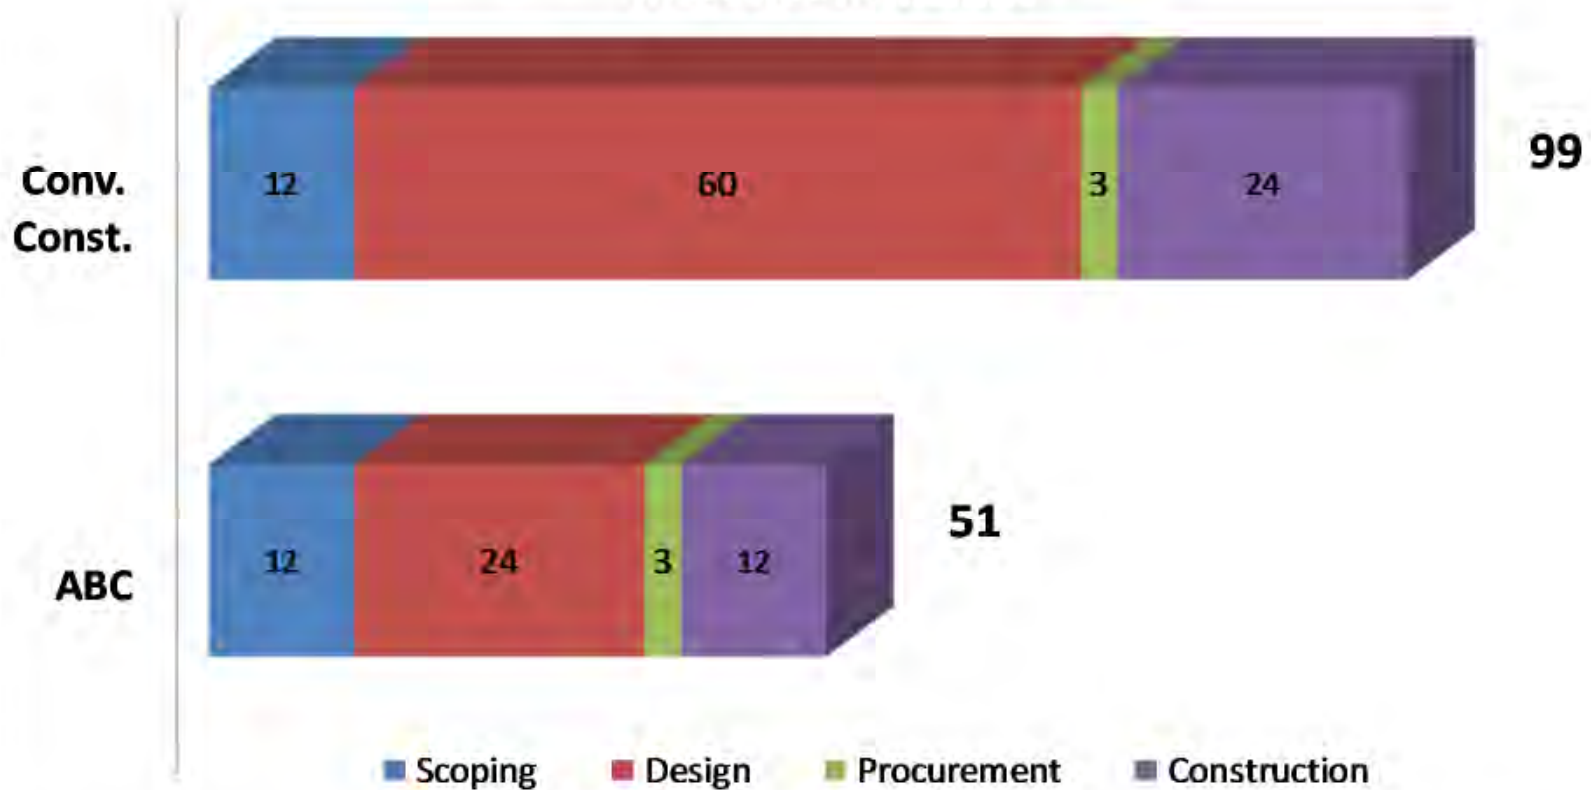 Conv.
Const.
12 60 3 24
99
ABC
12 24 3 12
51
Scoping Design Procurement Construction